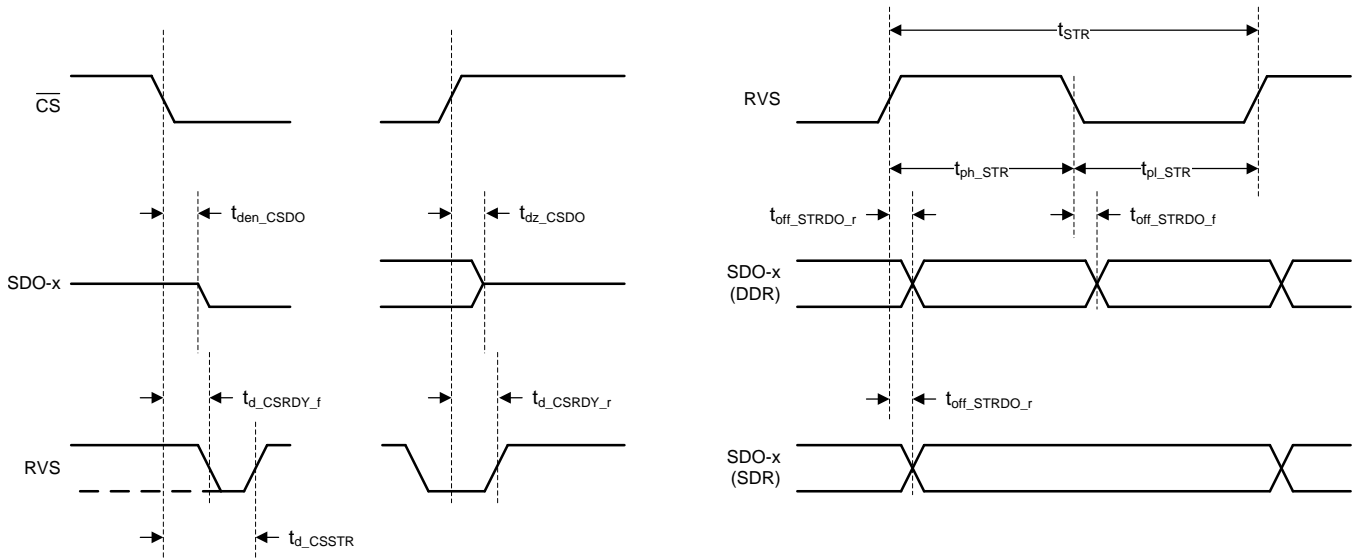 CS
t_den_CSDO
t_dz_CSDO
SDO-x
t_d_CSRDY_f
t_d_CSRDY_r
RVS
t_d_CSSTR
t_STR
RVS
t_ph_STR
t_pl_STR
t_off_STRDO_r
t_off_STRDO_f
SDO-x
(DDR)
t_off_STRDO_r
SDO-x
(SDR)